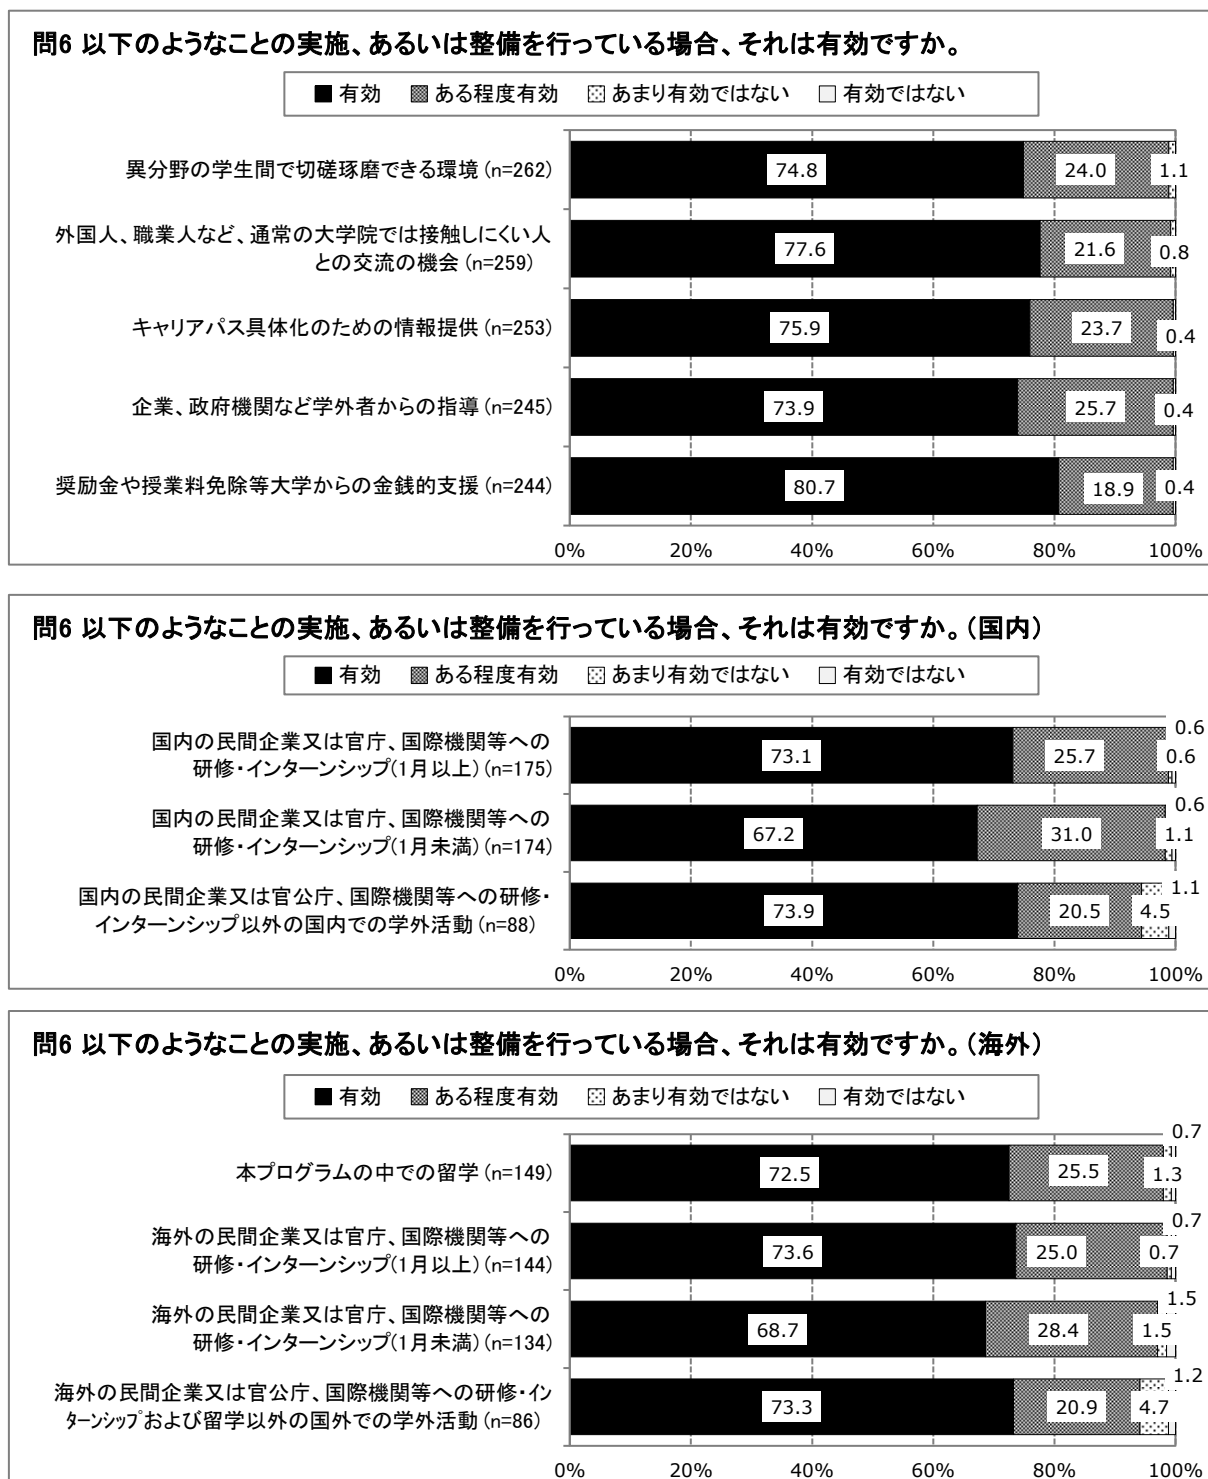 問6 以下のようなことの実施、あるいは整備を行っている場合、それは有効ですか。
■ 有効 ▩ ある程度有効 ▨ あまり有効ではない □ 有効ではない
異分野の学生間で切磋琢磨できる環境 (n=262)
74.8 24.0 1.1
外国人、職業人など、通常の大学院では接触しにくい人
との交流の機会 (n=259)
77.6 21.6 0.8
キャリアパス具体化のための情報提供 (n=253)
75.9 23.7 0.4
企業、政府機関など学外者からの指導 (n=245)
73.9 25.7 0.4
奨励金や授業料免除等大学からの金銭的支援 (n=244)
80.7 18.9 0.4
0% 20% 40% 60% 80% 100%
問6 以下のようなことの実施、あるいは整備を行っている場合、それは有効ですか。(国内)
■ 有効 ▩ ある程度有効 ▨ あまり有効ではない □ 有効ではない
国内の民間企業又は官庁、国際機関等への
研修・インターンシップ(1月以上) (n=175)
73.1 25.7 0.6 0.6
国内の民間企業又は官庁、国際機関等への
研修・インターンシップ(1月未満) (n=174)
67.2 31.0 1.1 0.6
国内の民間企業又は官公庁、国際機関等への研修・
インターンシップ以外の国内での学外活動 (n=88)
73.9 20.5 4.5 1.1
0% 20% 40% 60% 80% 100%
問6 以下のようなことの実施、あるいは整備を行っている場合、それは有効ですか。(海外)
■ 有効 ▩ ある程度有効 ▨ あまり有効ではない □ 有効ではない
本プログラムの中での留学 (n=149)
72.5 25.5 1.3 0.7
海外の民間企業又は官庁、国際機関等への
研修・インターンシップ(1月以上) (n=144)
73.6 25.0 0.7 0.7
海外の民間企業又は官庁、国際機関等への
研修・インターンシップ(1月未満) (n=134)
68.7 28.4 1.5 1.5
海外の民間企業又は官公庁、国際機関等への研修・イン
ターンシップおよび留学以外の国外での学外活動 (n=86)
73.3 20.9 4.7 1.2
0% 20% 40% 60% 80% 100%